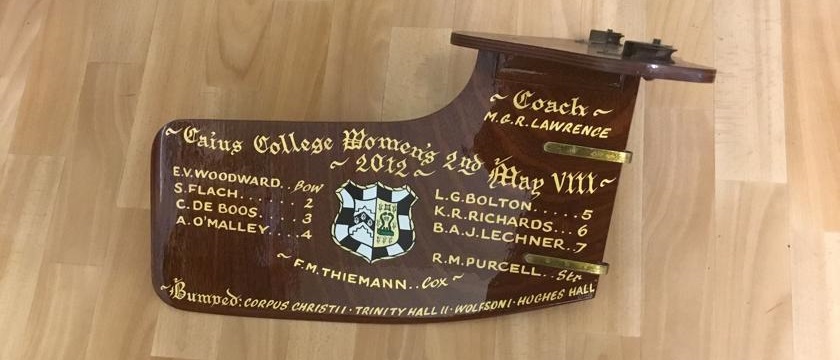 ~ Coach ~
M.G.R. LAWRENCE
~ Caius College Women's 2nd May VIII ~
~ 2012 ~
E.V. WOODWARD.. Bow
S. FLACH...... 2
C. DE BOOS..... 3
A. O'MALLEY.... 4
L.G. BOLTON..... 5
K.R. RICHARDS... 6
B.A.J. LECHNER.. 7
R.M. PURCELL.. Str
~ F.M. THIEMANN.. Cox ~
~ Bumped: CORPUS CHRISTI I · TRINITY HALL II · WOLFSON I · HUGHES HALL